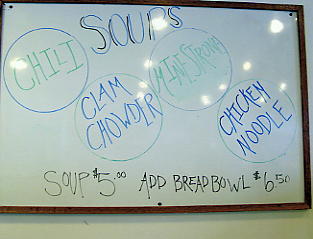 SOUPS
CHILI
CLAM
CHOWDER
MINESTRONE
CHICKEN
NOODLE
SOUP $5.00 ADD BREAD BOWL $6.50